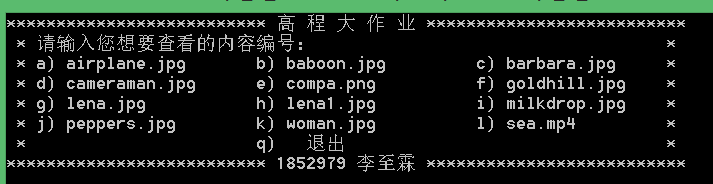 ************************* 高 程 大 作 业 *************************
* 请输入您想要查看的内容编号: *
* a) airplane.jpg b) baboon.jpg c) barbara.jpg *
* d) cameraman.jpg e) compa.png f) goldhill.jpg *
* g) lena.jpg h) lena1.jpg i) milkdrop.jpg *
* j) peppers.jpg k) woman.jpg l) sea.mp4 *
* q) 退出 *
************************* 1852979 李至霖 *************************